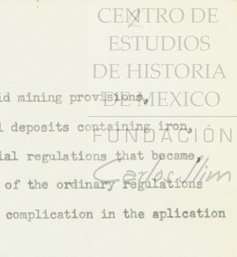 CENTRO DE
ESTUDIOS
DE HISTORIA
DE MEXICO
FUNDACIÓN
Carlos Slim
id mining provisions,
l deposits containing iron,
ial regulations that became,
of the ordinary regulations
complication in the aplication